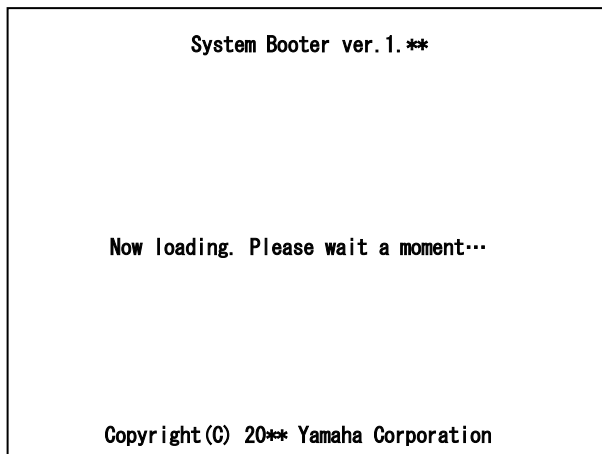 System Booter ver.1.**
Now loading. Please wait a moment…
Copyright(C) 20** Yamaha Corporation